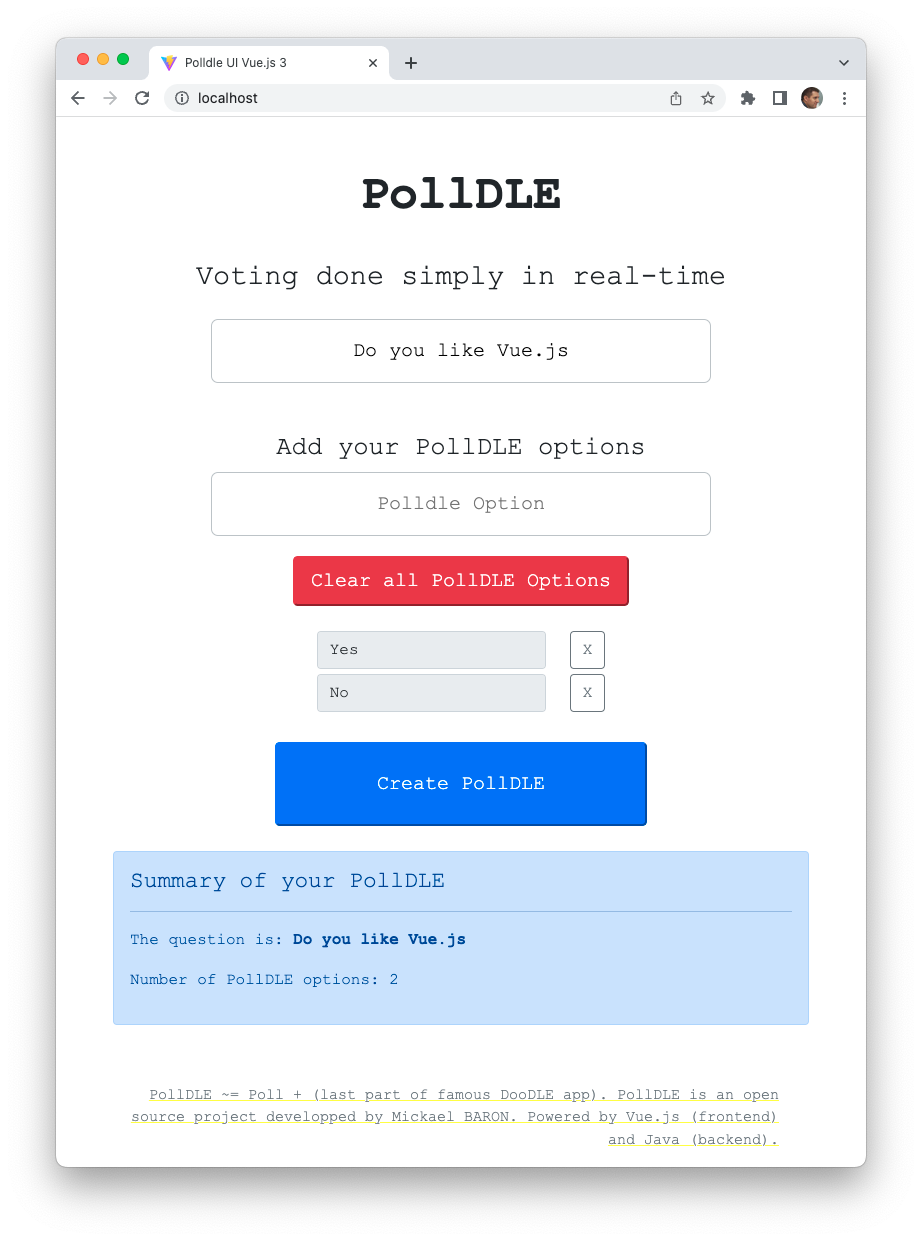 Polldle UI Vue.js 3
localhost
PollDLE
Voting done simply in real-time
Do you like Vue.js
Add your PollDLE options
Polldle Option
Clear all PollDLE Options
Yes X
No X
Create PollDLE
Summary of your PollDLE
The question is: Do you like Vue.js
Number of PollDLE options: 2
PollDLE ~= Poll + (last part of famous DooDLE app). PollDLE is an open
source project developped by Mickael BARON. Powered by Vue.js (frontend)
and Java (backend).